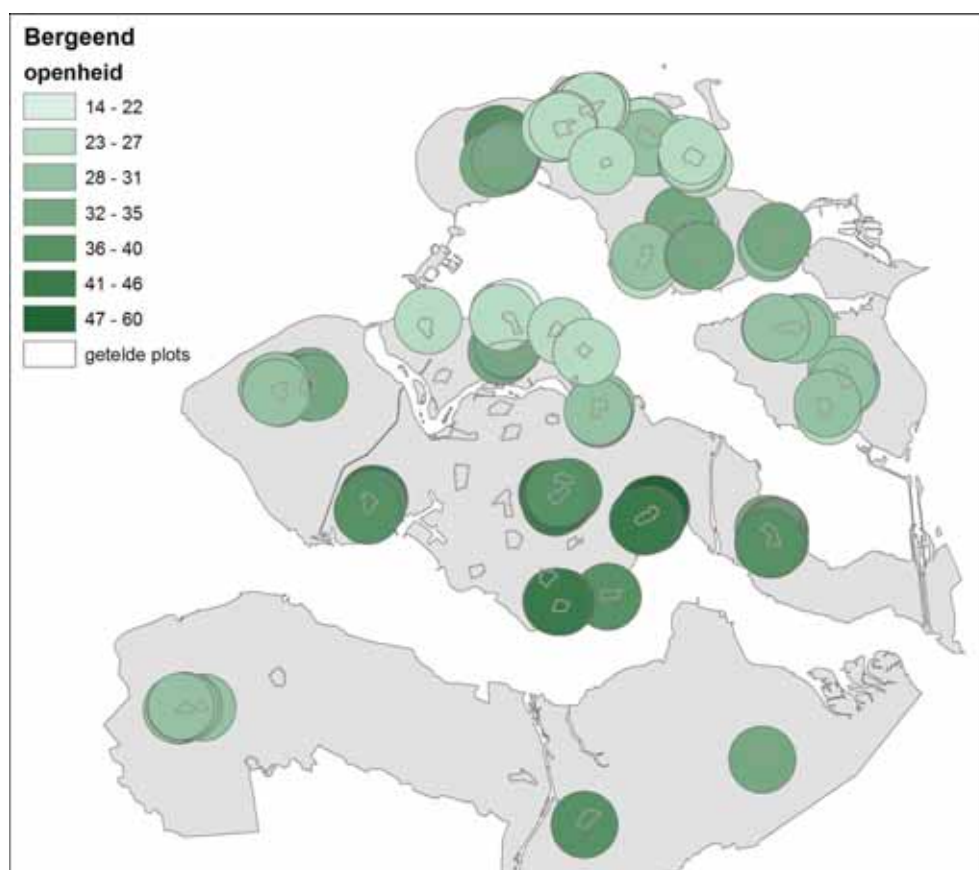 Bergeend
openheid
14 - 22
23 - 27
28 - 31
32 - 35
36 - 40
41 - 46
47 - 60
getelde plots